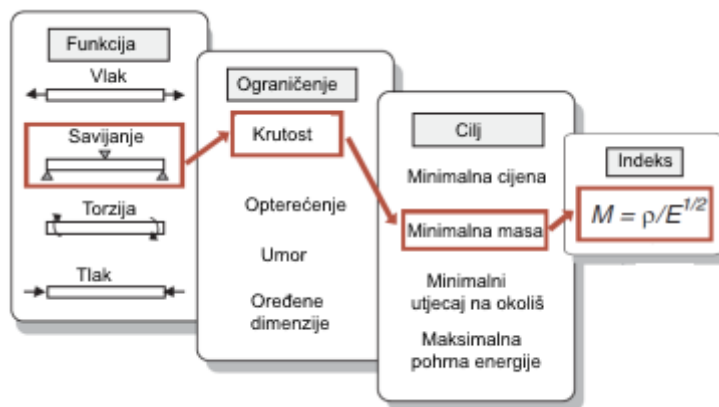 Funkcija
Vlak
Savijanje
Torzija
Tlak
Ograničenje
Krutost
Opterećenje
Umor
Oređene
dimenzije
Cilj
Minimalna cijena
Minimalna masa
Minimalni
utjecaj na okoliš
Maksimalna
pohrna energije
Indeks
M = ρ/E^{1/2}